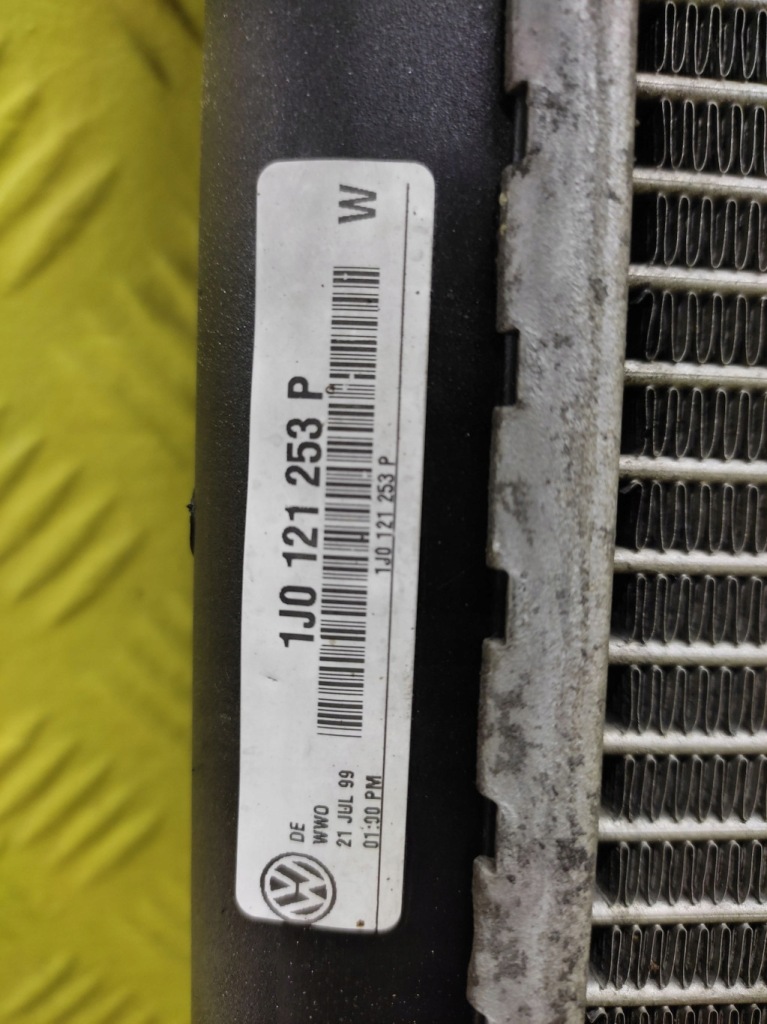 1J0 121 253 P
W
1J0 121 253 P
DE
WWO
21 JUL 99
01:00 PM